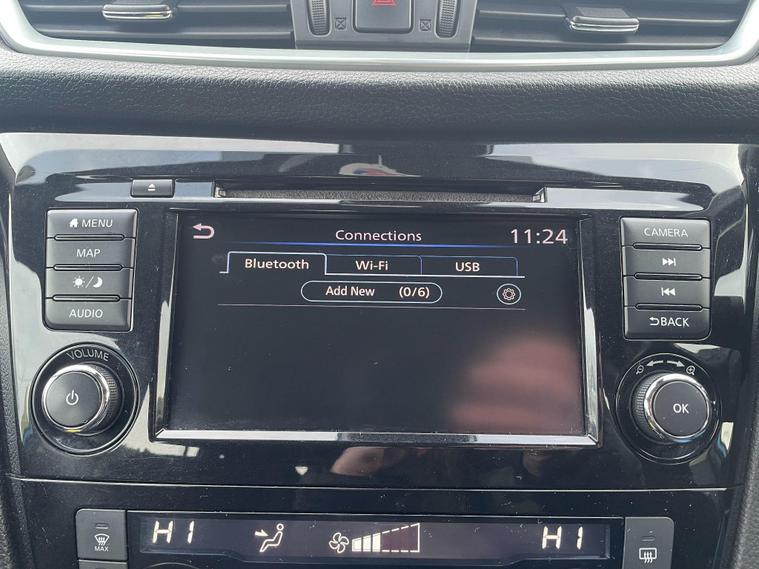 MENU
MAP
AUDIO
VOLUME
Connections 11:24
Bluetooth Wi-Fi USB
Add New (0/6)
CAMERA
BACK
OK
MAX
HI HI